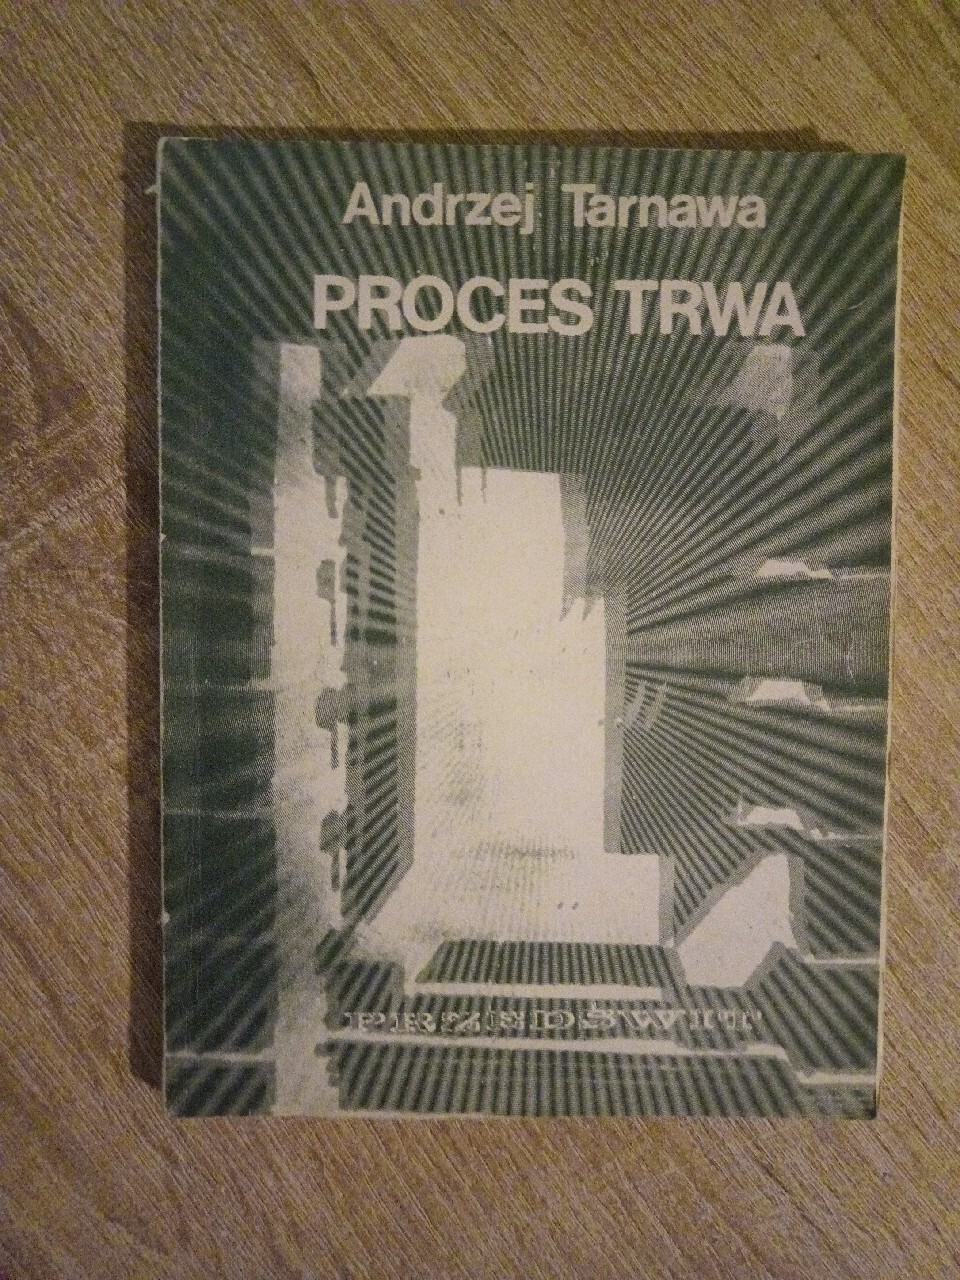 Andrzej Tarnawa
PROCES TRWA
PRZEDŚWIT